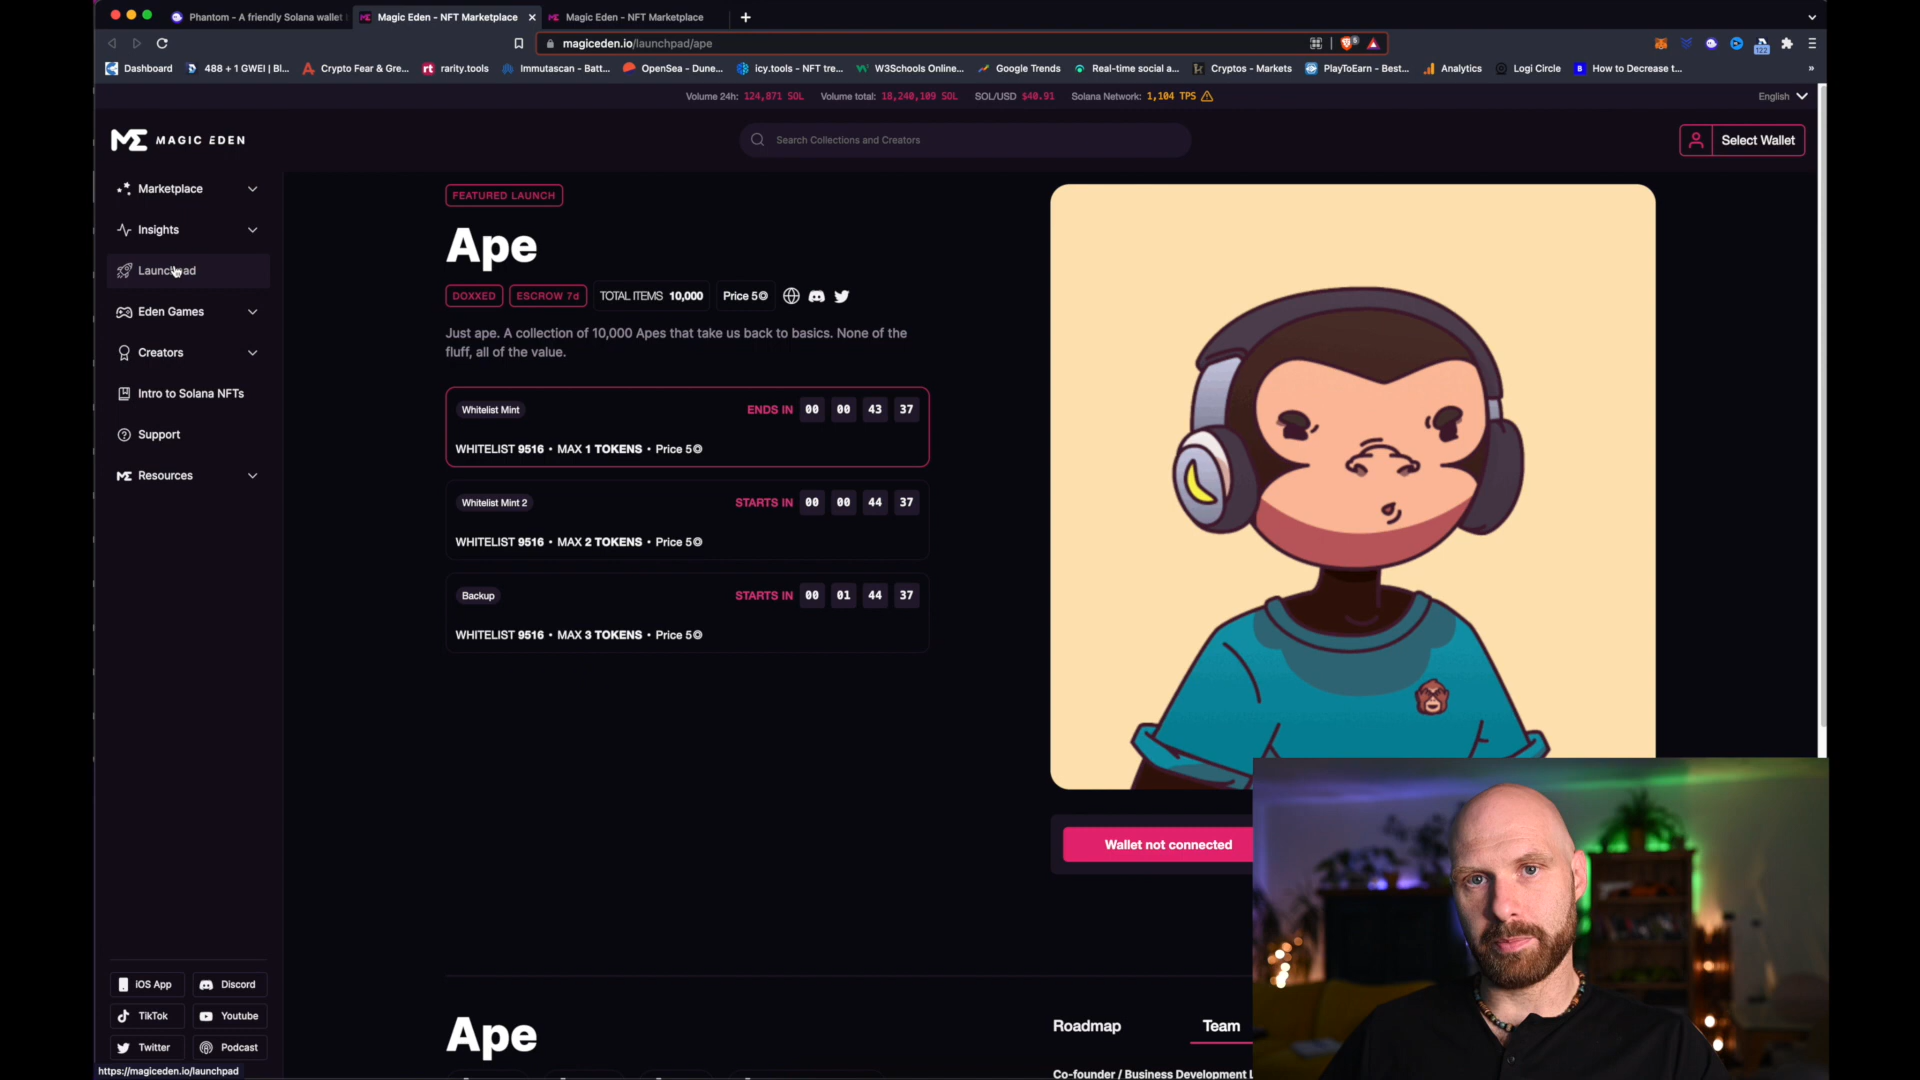 Phantom - A friendly Solana wallet
Magic Eden - NFT Marketplace
Magic Eden - NFT Marketplace
magiceden.io/launchpad/ape
Dashboard
488 + 1 GWEI | Bl...
Crypto Fear & Gre...
rarity.tools
Immutascan - Batt...
OpenSea - Dune...
icy.tools - NFT tre...
W3Schools Online...
Google Trends
Real-time social a...
Cryptos - Markets
PlayToEarn - Best...
Analytics
Logi Circle
How to Decrease t...
Volume 24h: 124,871 SOL Volume total: 18,240,109 SOL SOL/USD $40.91 Solana Network: 1,104 TPS
English
MAGIC EDEN
Search Collections and Creators
Select Wallet
Marketplace
Insights
Launchpad
Eden Games
Creators
Intro to Solana NFTs
Support
Resources
FEATURED LAUNCH
Ape
DOXXED ESCROW 7d TOTAL ITEMS 10,000 Price 5
Just ape. A collection of 10,000 Apes that take us back to basics. None of the
fluff, all of the value.
Whitelist Mint ENDS IN 00 00 43 37
WHITELIST 9516 • MAX 1 TOKENS • Price 5
Whitelist Mint 2 STARTS IN 00 00 44 37
WHITELIST 9516 • MAX 2 TOKENS • Price 5
Backup STARTS IN 00 01 44 37
WHITELIST 9516 • MAX 3 TOKENS • Price 5
Wallet not connected
Ape
Roadmap Team
Co-founder / Business Development L
iOS App Discord
TikTok Youtube
Twitter Podcast
https://magiceden.io/launchpad